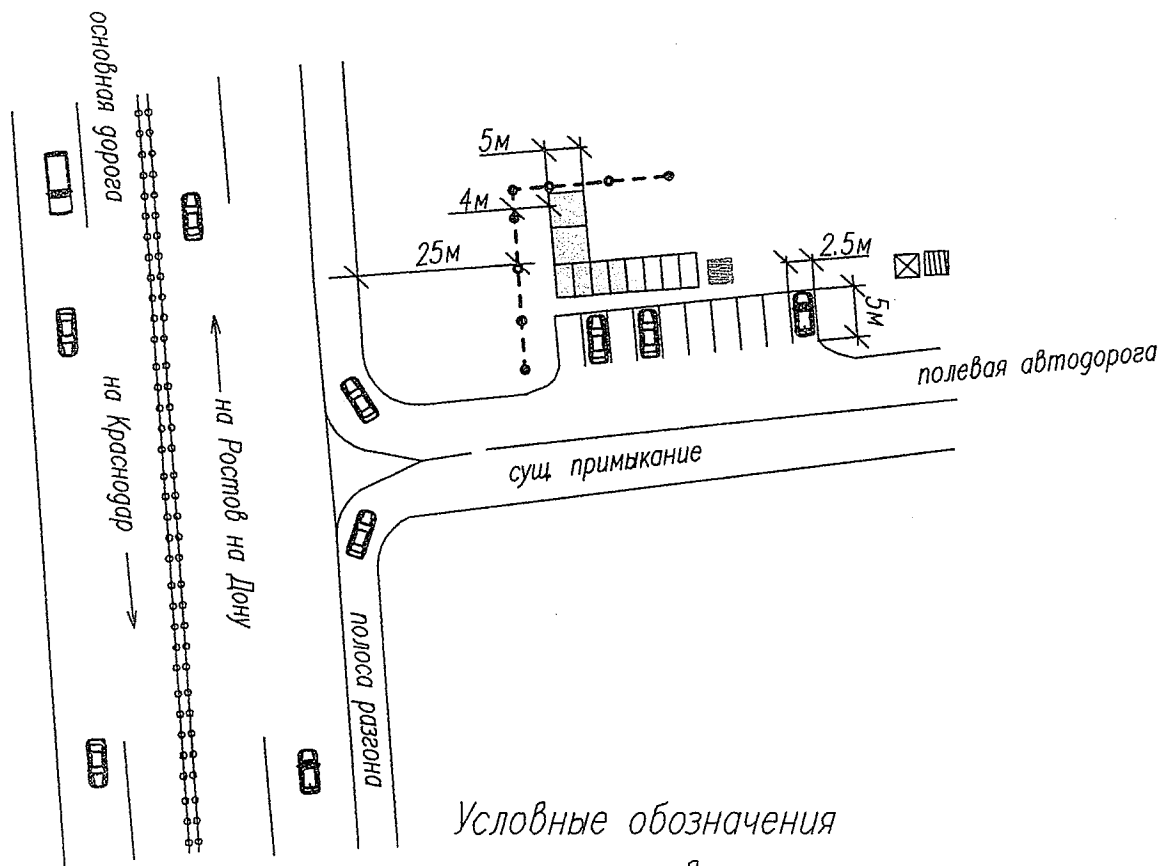 основная дорога
5м
4м
25м
2.5м
5м
полевая автодорога
на Краснодар
на Ростов на Дону
сущ примыкание
полоса разгона
Условные обозначения